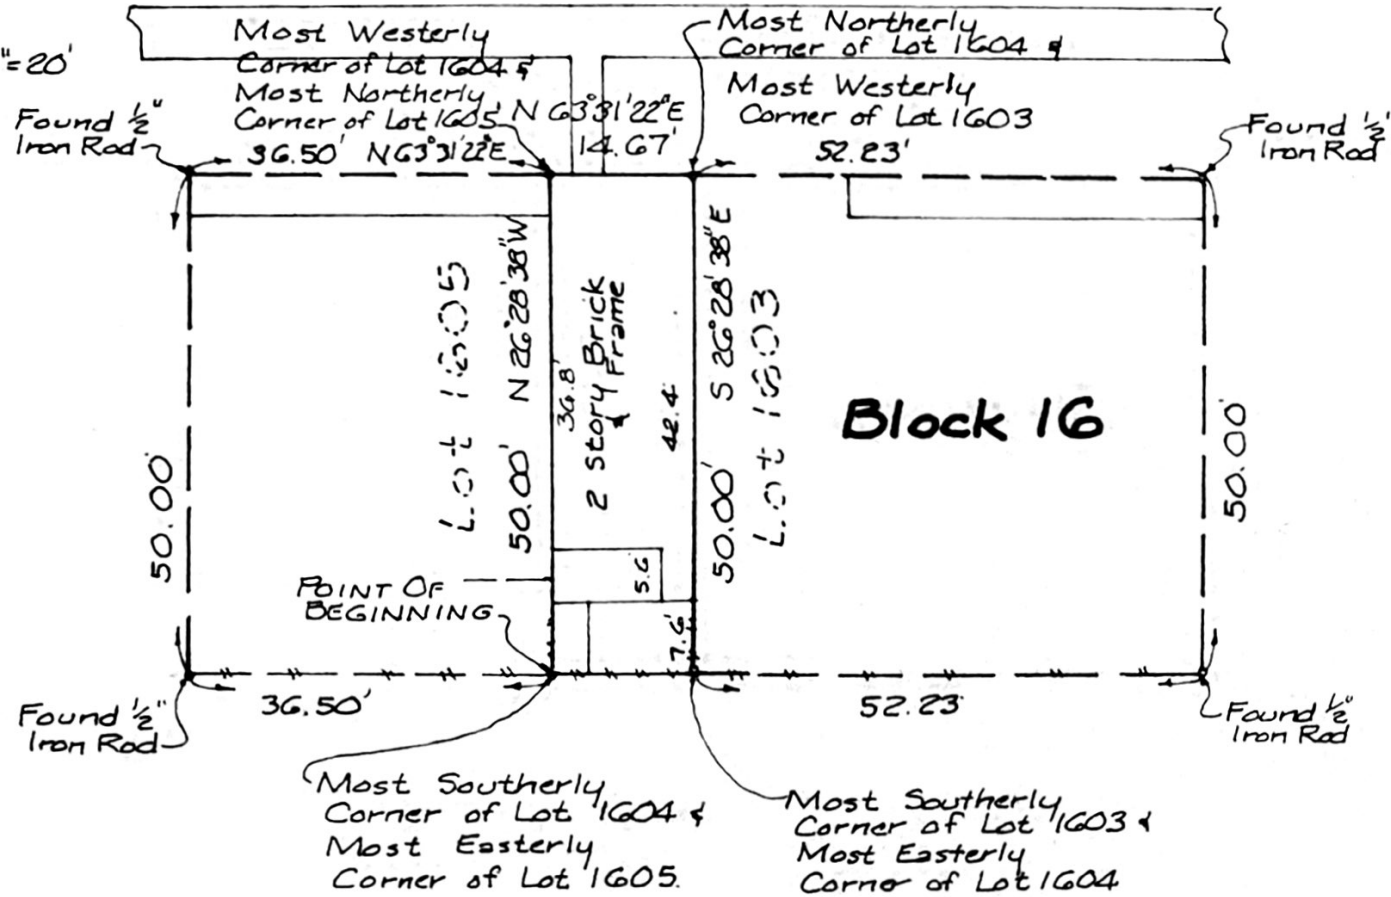 "=20'
Most Westerly
Corner of Lot 1604 &
Most Northerly
Corner of Lot 1605
Most Northerly
Corner of Lot 1604 &
Most Westerly
Corner of Lot 1603
Found 1/2"
Iron Rod
Found 1/2"
Iron Rod
N 63°31'22"E
14.67'
36.50' N63°31'22"E
52.23'
50.00'
Lot 1605
50.00' N 26°28'38"W
36.8'
2 Story Brick
& Frame
42.4
50.00' S 26°28'38"E
Lot 1603
Block 16
50.00'
5.6
7.6'
POINT OF
BEGINNING
36.50'
52.23
Found 1/2"
Iron Rod
Found 1/2"
Iron Rod
Most Southerly
Corner of Lot 1604 &
Most Easterly
Corner of Lot 1605.
Most Southerly
Corner of Lot 1603 &
Most Easterly
Corner of Lot 1604